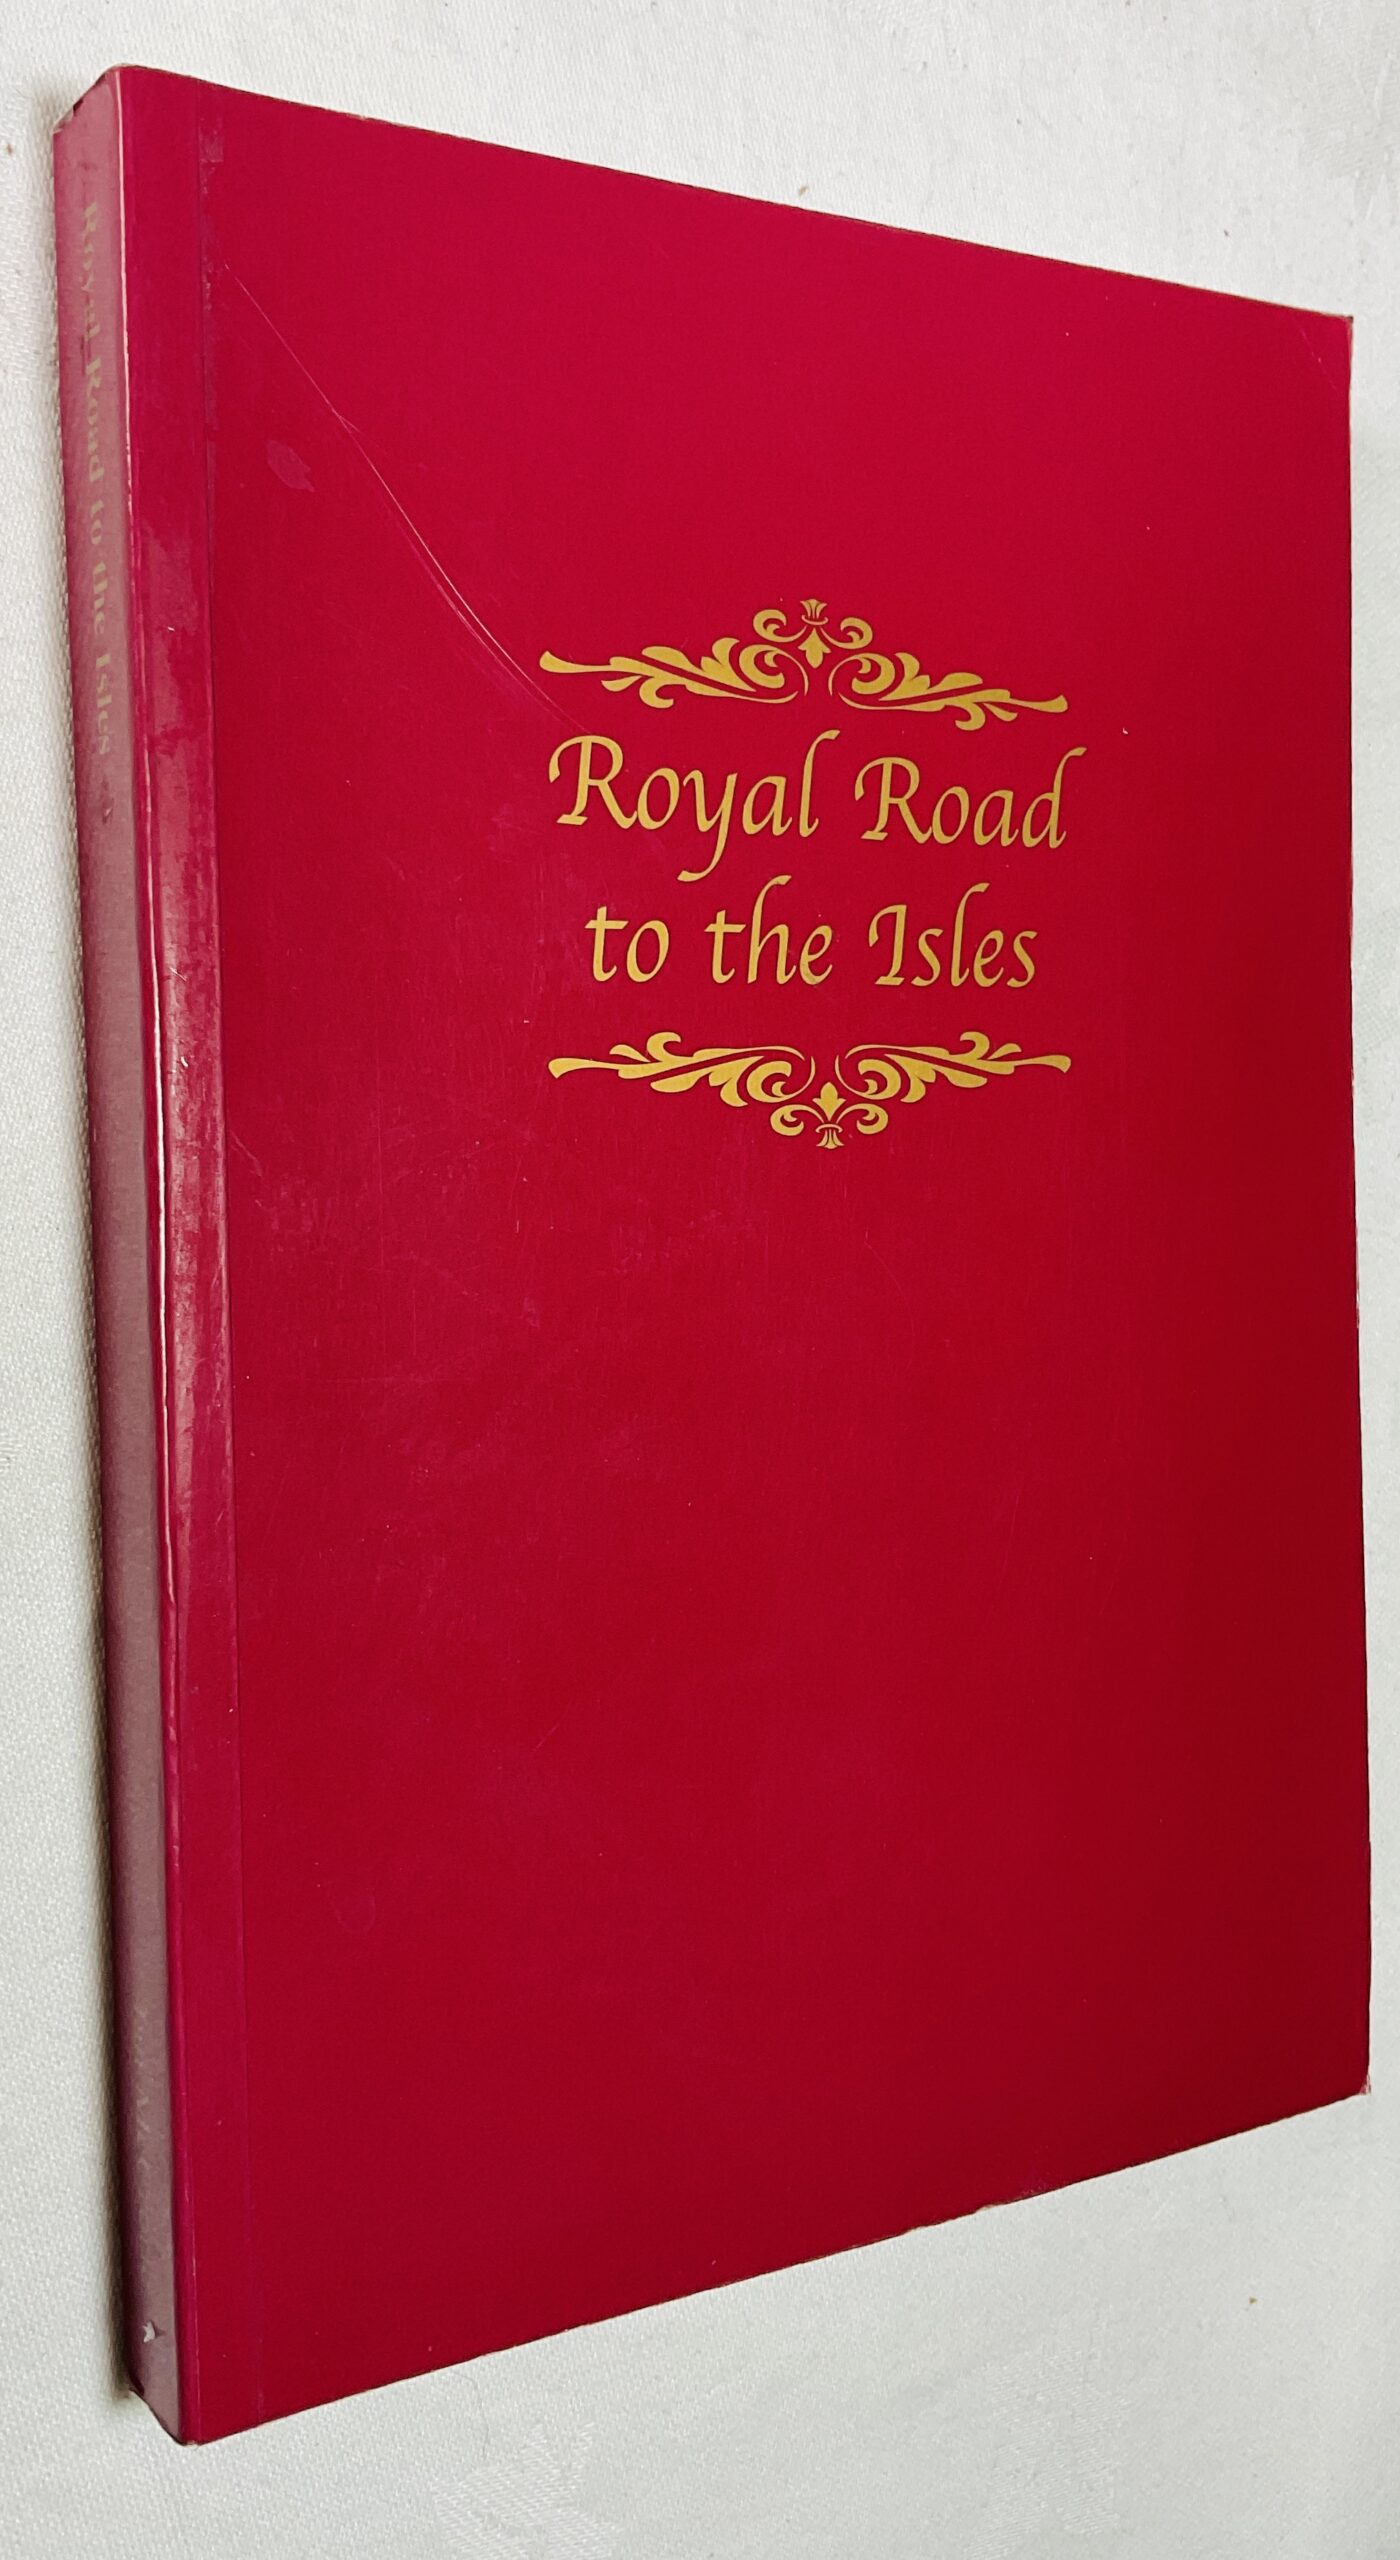 Royal Road
to the Isles
Royal Road to the Isles